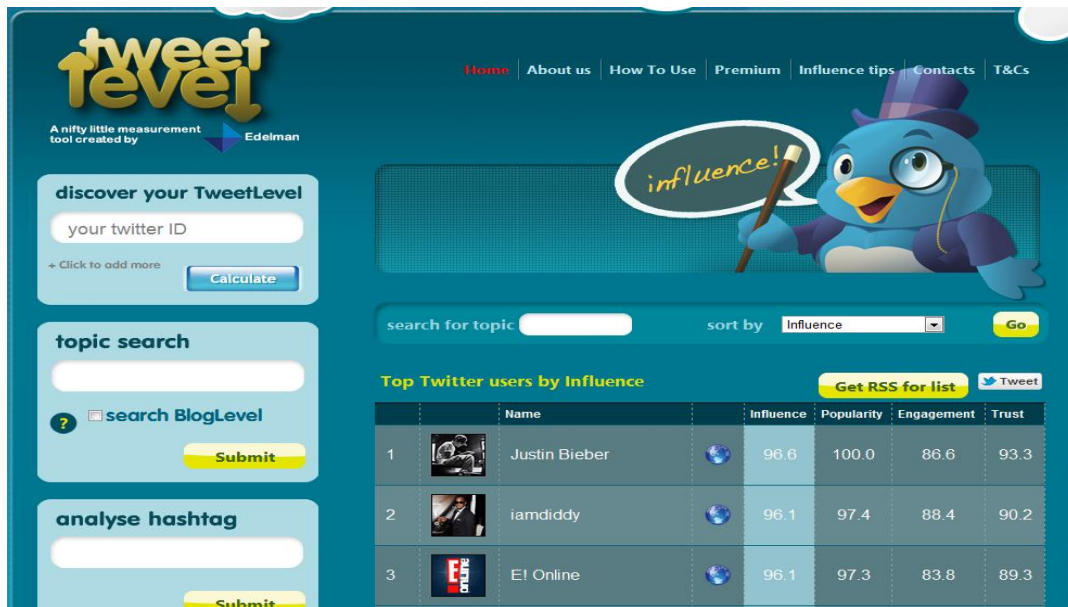 tweet
level
A nifty little measurement
tool created by Edelman
Home About us How To Use Premium Influence tips Contacts T&Cs
influence!
discover your TweetLevel
your twitter ID
+ Click to add more
Calculate
topic search
? search BlogLevel
Submit
analyse hashtag
Submit
search for topic sort by Influence Go
Top Twitter users by Influence Get RSS for list Tweet
Name Influence Popularity Engagement Trust
1 Justin Bieber 96.6 100.0 86.6 93.3
2 iamdiddy 96.1 97.4 88.4 90.2
3 E! Online 96.1 97.3 83.8 89.3
E! ONLINE